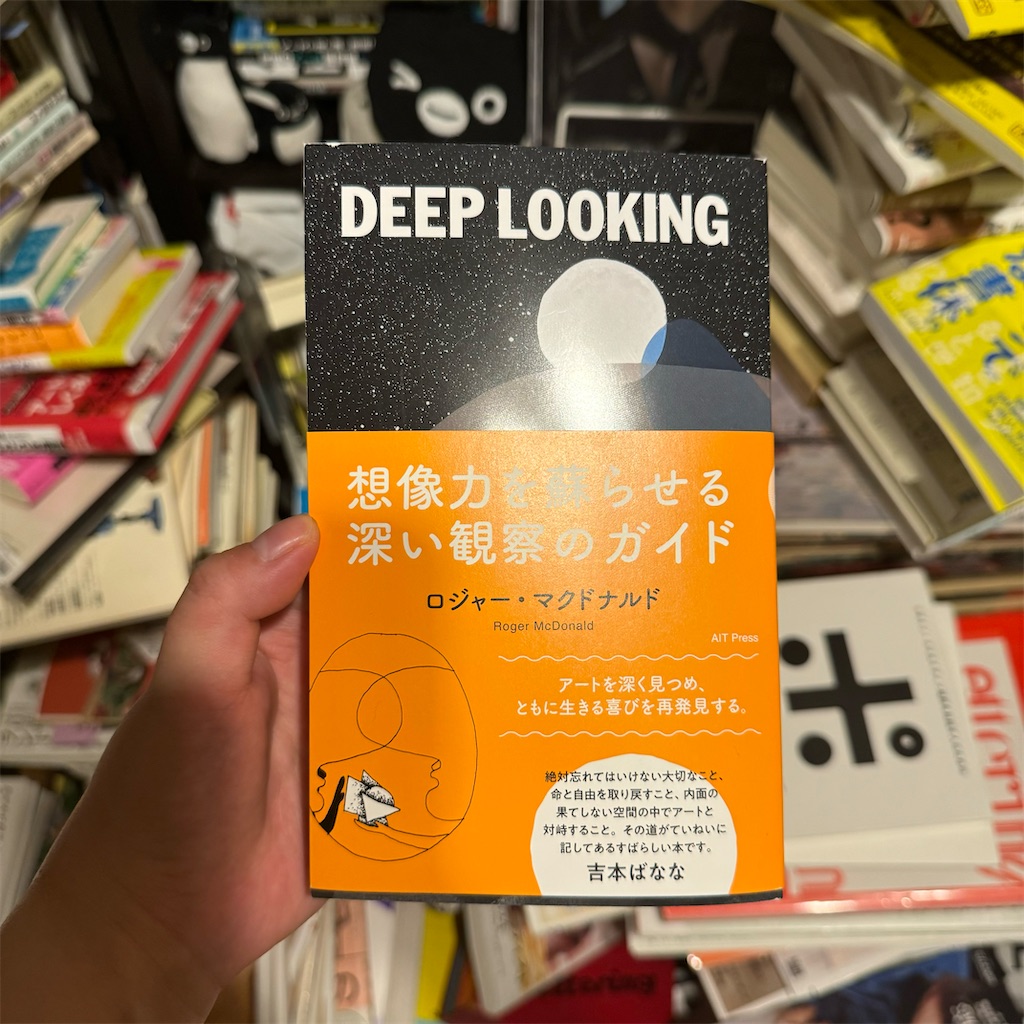 DEEP LOOKING
想像力を蘇らせる
深い観察のガイド
ロジャー・マクドナルド
Roger McDonald
AIT Press
アートを深く見つめ、
ともに生きる喜びを再発見する。
絶対忘れてはいけない大切なこと、
命と自由を取り戻すこと、内面の
果てしない空間の中でアートと
対峙すること。その道がていねいに
記してあるすばらしい本です。
吉本ばなな